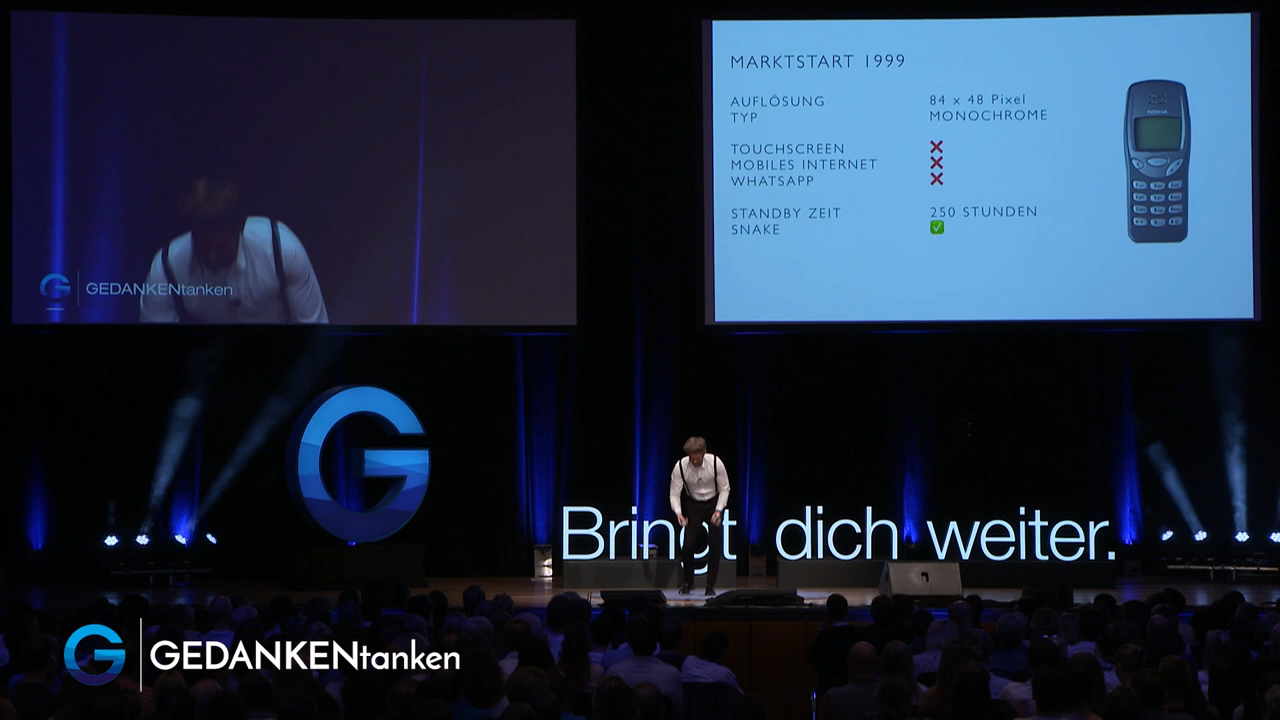 GEDANKENtanken
MARKTSTART 1999
AUFLÖSUNG 84 x 48 Pixel
TYP MONOCHROME
TOUCHSCREEN ❌
MOBILES INTERNET ❌
WHATSAPP ❌
STANDBY ZEIT 250 STUNDEN
SNAKE ✅
NOKIA
G
Bringt dich weiter.
GEDANKENtanken